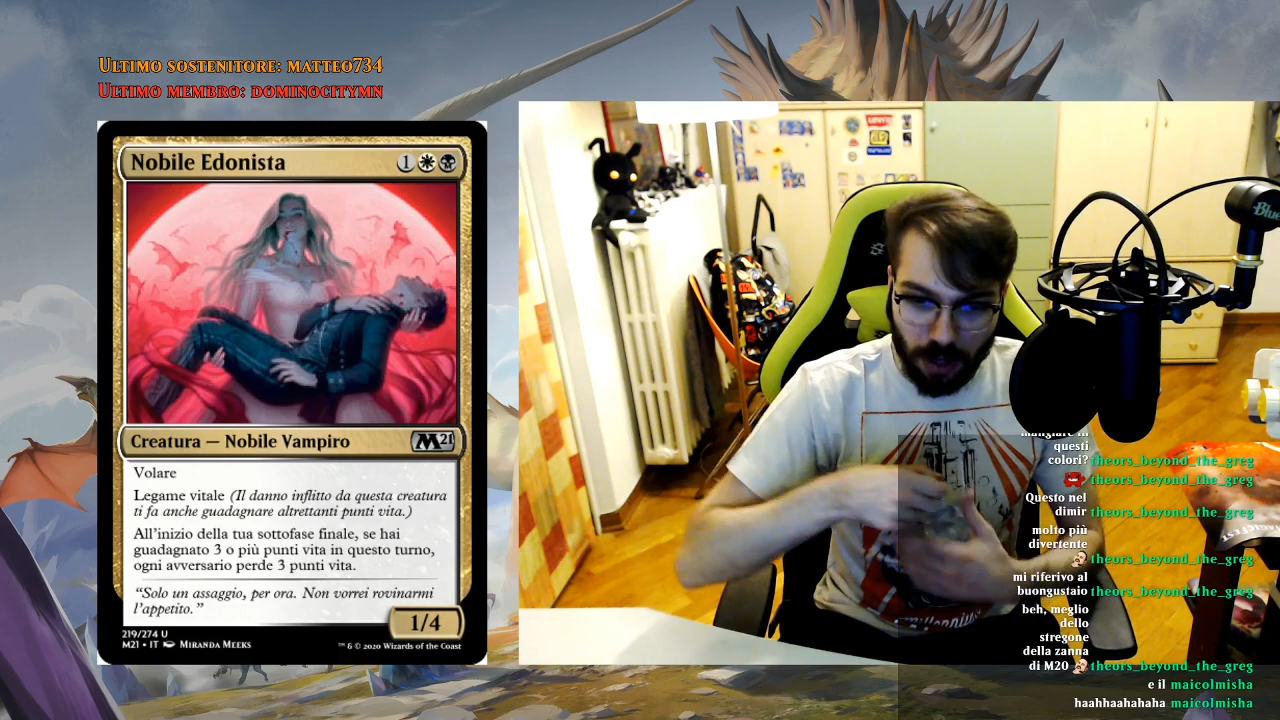 Ultimo sostenitore: matteo734
Ultimo membro: dominocitymn
Nobile Edonista 1
Creatura — Nobile Vampiro M21
Volare
Legame vitale (Il danno inflitto da questa creatura
ti fa anche guadagnare altrettanti punti vita.)
All'inizio della tua sottofase finale, se hai
guadagnato 3 o più punti vita in questo turno,
ogni avversario perde 3 punti vita.
“Solo un assaggio, per ora. Non vorrei rovinarmi
l'appetito.”
1/4
219/274 U
M21 • IT Miranda Meeks
™ & © 2020 Wizards of the Coast
Levi's
Blue
millennium
mangiare in
questi
colori? theors_beyond_the_greg
theors_beyond_the_greg
Questo nel
dimir theors_beyond_the_greg
molto più
divertente
theors_beyond_the_greg
mi riferivo al
buongustaio theors_beyond_the_greg
beh, meglio
dello
stregone
della zanna
di M20 theors_beyond_the_greg
e il maicolmisha
haahhaahahaha maicolmisha